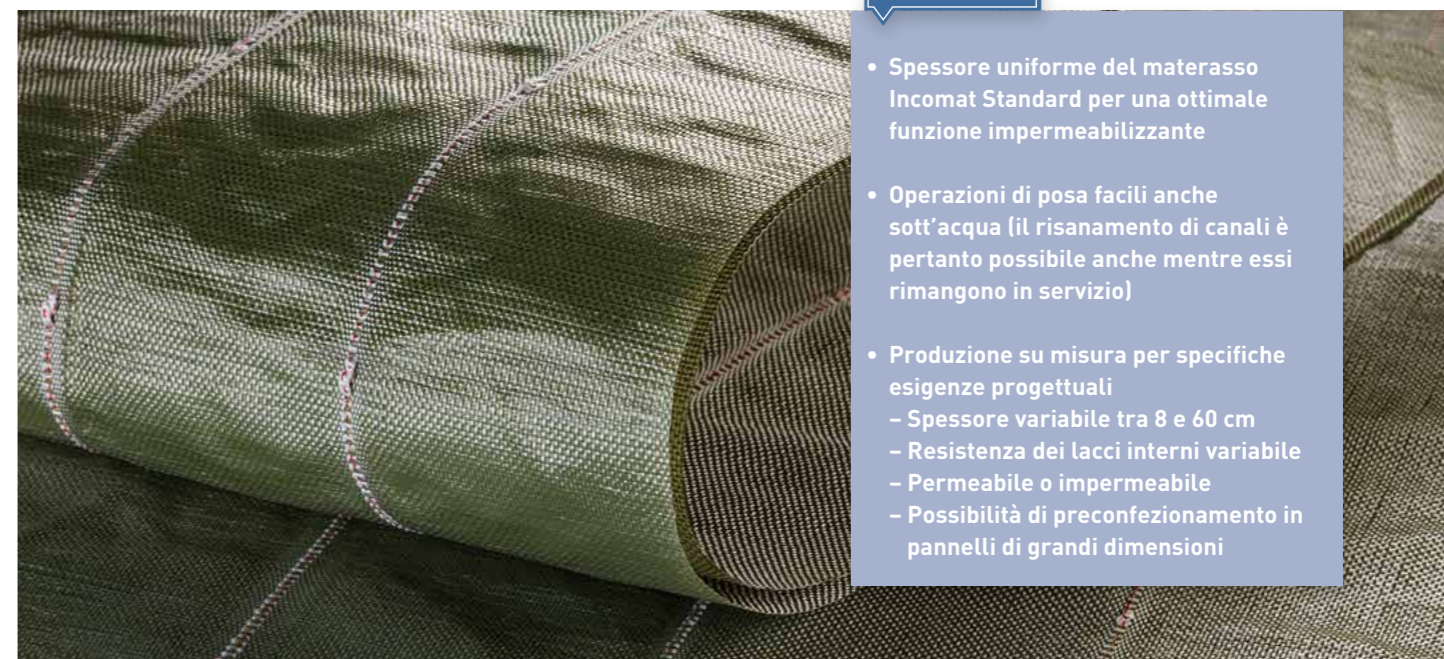 • Spessore uniforme del materasso
Incomat Standard per una ottimale
funzione impermeabilizzante
• Operazioni di posa facili anche
sott'acqua (il risanamento di canali è
pertanto possibile anche mentre essi
rimangono in servizio)
• Produzione su misura per specifiche
esigenze progettuali
– Spessore variabile tra 8 e 60 cm
– Resistenza dei lacci interni variabile
– Permeabile o impermeabile
– Possibilità di preconfezionamento in
pannelli di grandi dimensioni